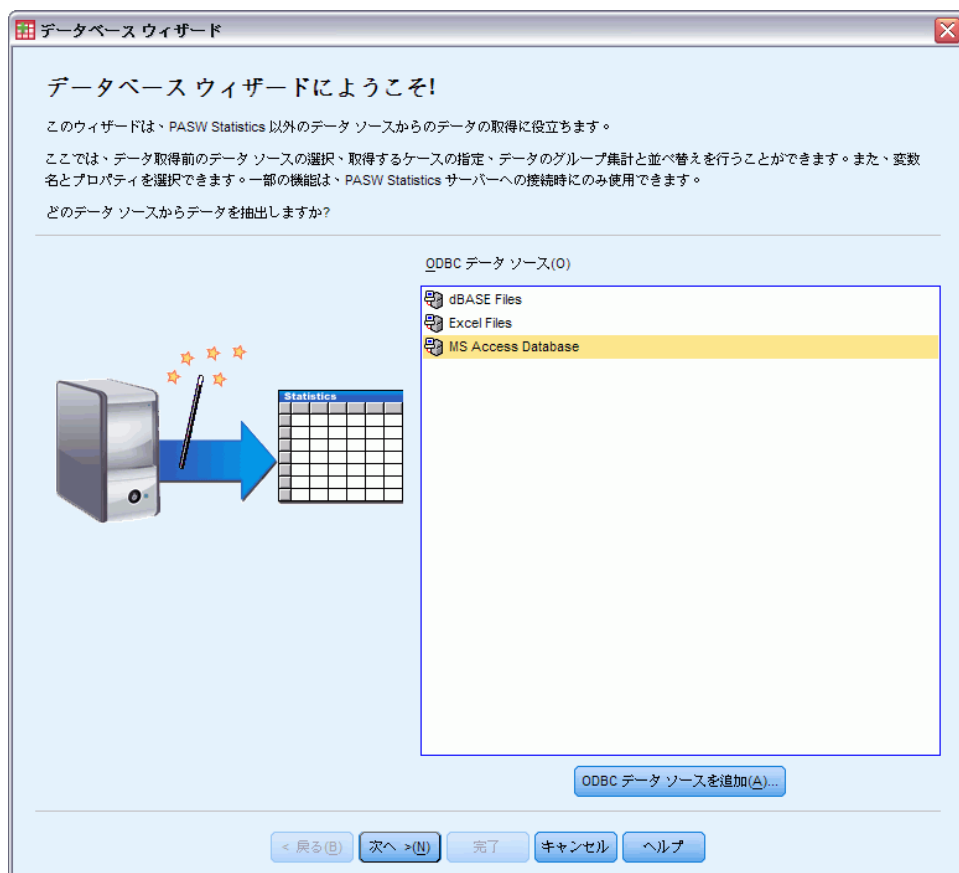 データベース ウィザード
データベース ウィザードにようこそ!
このウィザードは、PASW Statistics 以外のデータ ソースからのデータの取得に役立ちます。
ここでは、データ取得前のデータ ソースの選択、取得するケースの指定、データのグループ集計と並べ替えを行うことができます。また、変数
名とプロパティを選択できます。一部の機能は、PASW Statistics サーバーへの接続時にのみ使用できます。
どのデータ ソースからデータを抽出しますか?
ODBC データ ソース(O)
dBASE Files
Excel Files
MS Access Database
Statistics
ODBC データ ソースを追加(A)...
< 戻る(B)
次へ >(N)
完了
キャンセル
ヘルプ